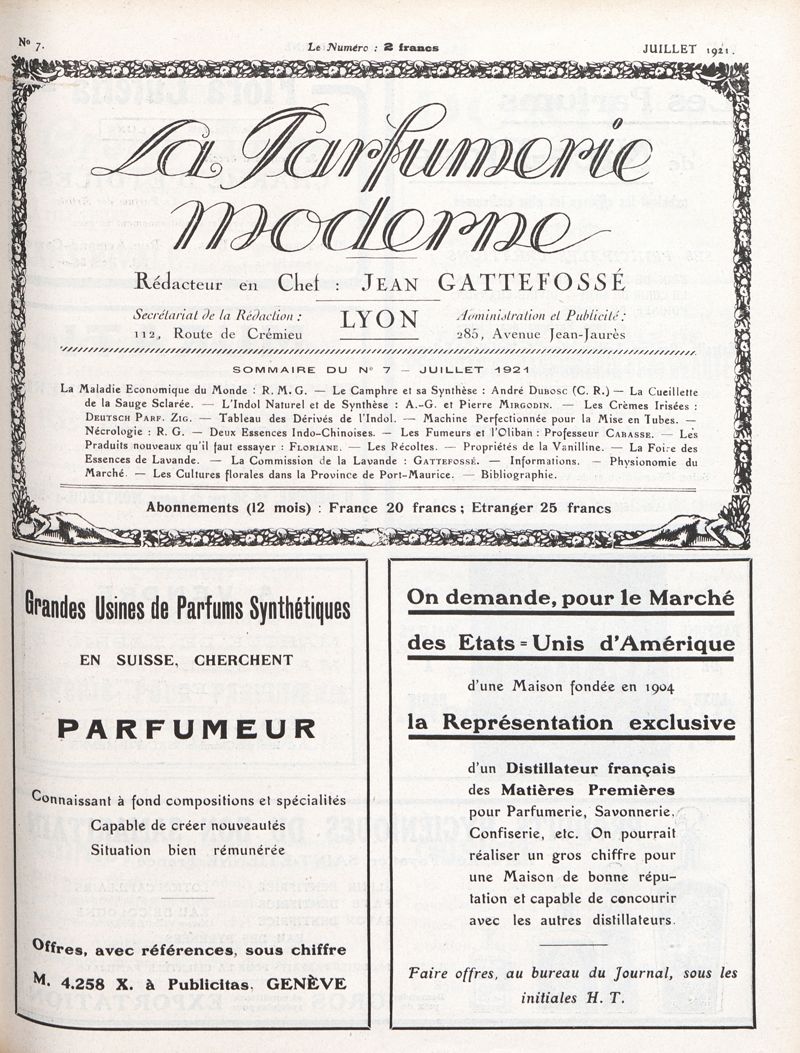 Nº 7.
Le Numéro : 2 francs
JUILLET 1921.
La Parfumerie
moderne
Rédacteur en Chef : JEAN GATTEFOSSÉ
Secrétariat de la Rédaction :
112, Route de Crémieu
LYON
Administration et Publicité :
285, Avenue Jean-Jaurès
SOMMAIRE DU Nº 7 — JUILLET 1921
La Maladie Economique du Monde : R. M. G. — Le Camphre et sa Synthèse : André DUBOSC (C. R.) — La Cueillette
de la Sauge Sclarée. — L'Indol Naturel et de Synthèse : A.-G. et Pierre MIRGODIN. — Les Crèmes Irisées :
DEUTSCH PARF. ZIG. — Tableau des Dérivés de l'Indol. — Machine Perfectionnée pour la Mise en Tubes. —
Nécrologie : R. G. — Deux Essences Indo-Chinoises. — Les Fumeurs et l'Oliban : Professeur CABASSE. — Les
Produits nouveaux qu'il faut essayer : FLORIANE. — Les Récoltes. — Propriétés de la Vanilline. — La Foire des
Essences de Lavande. — La Commission de la Lavande : GATTEFOSSÉ. — Informations. — Physionomie du
Marché. — Les Cultures florales dans la Province de Port-Maurice. — Bibliographie.
Abonnements (12 mois) : France 20 francs ; Etranger 25 francs
Grandes Usines de Parfums Synthétiques
EN SUISSE, CHERCHENT
PARFUMEUR
Connaissant à fond compositions et spécialités
Capable de créer nouveautés
Situation bien rémunérée
Offres, avec références, sous chiffre
M. 4.258 X. à Publicitas, GENÈVE
On demande, pour le Marché
des Etats=Unis d'Amérique
d'une Maison fondée en 1904
la Représentation exclusive
d'un Distillateur français
des Matières Premières
pour Parfumerie, Savonnerie,
Confiserie, etc. On pourrait
réaliser un gros chiffre pour
une Maison de bonne répu-
tation et capable de concourir
avec les autres distillateurs.
Faire offres, au bureau du Journal, sous les
initiales H. T.